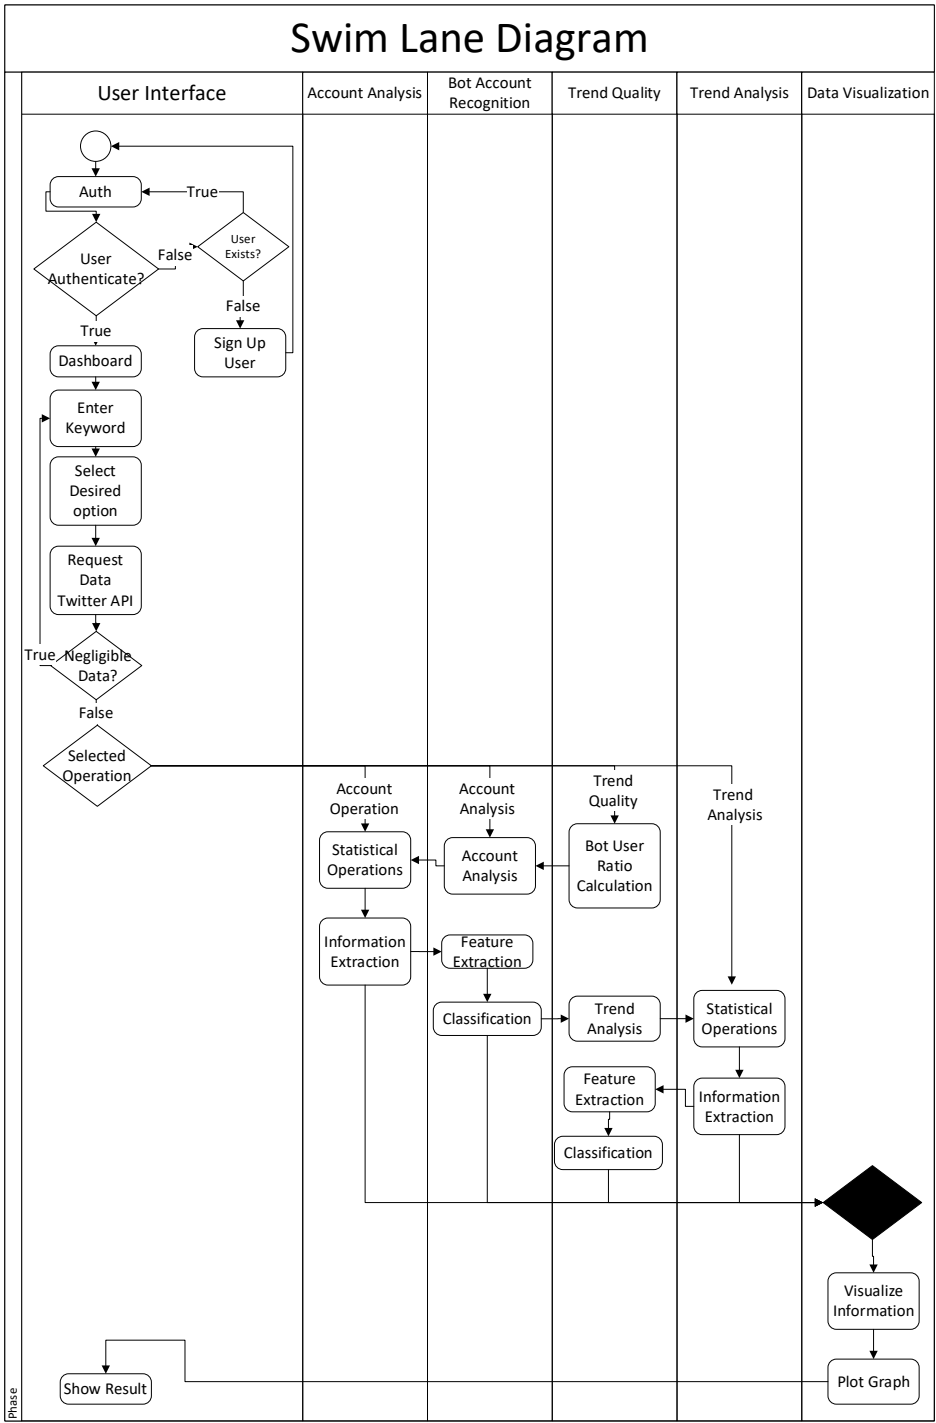 Swim Lane Diagram
User Interface
Account Analysis
Bot Account
Recognition
Trend Quality
Trend Analysis
Data Visualization
Auth
True
User
Exists?
User
Authenticate?
False
False
True
Sign Up
User
Dashboard
Enter
Keyword
Select
Desired
option
Request
Data
Twitter API
True
Negligible
Data?
False
Selected
Operation
Account
Operation
Account
Analysis
Trend
Quality
Trend
Analysis
Statistical
Operations
Account
Analysis
Bot User
Ratio
Calculation
Information
Extraction
Feature
Extraction
Classification
Trend
Analysis
Statistical
Operations
Feature
Extraction
Information
Extraction
Classification
Visualize
Information
Show Result
Plot Graph
Phase